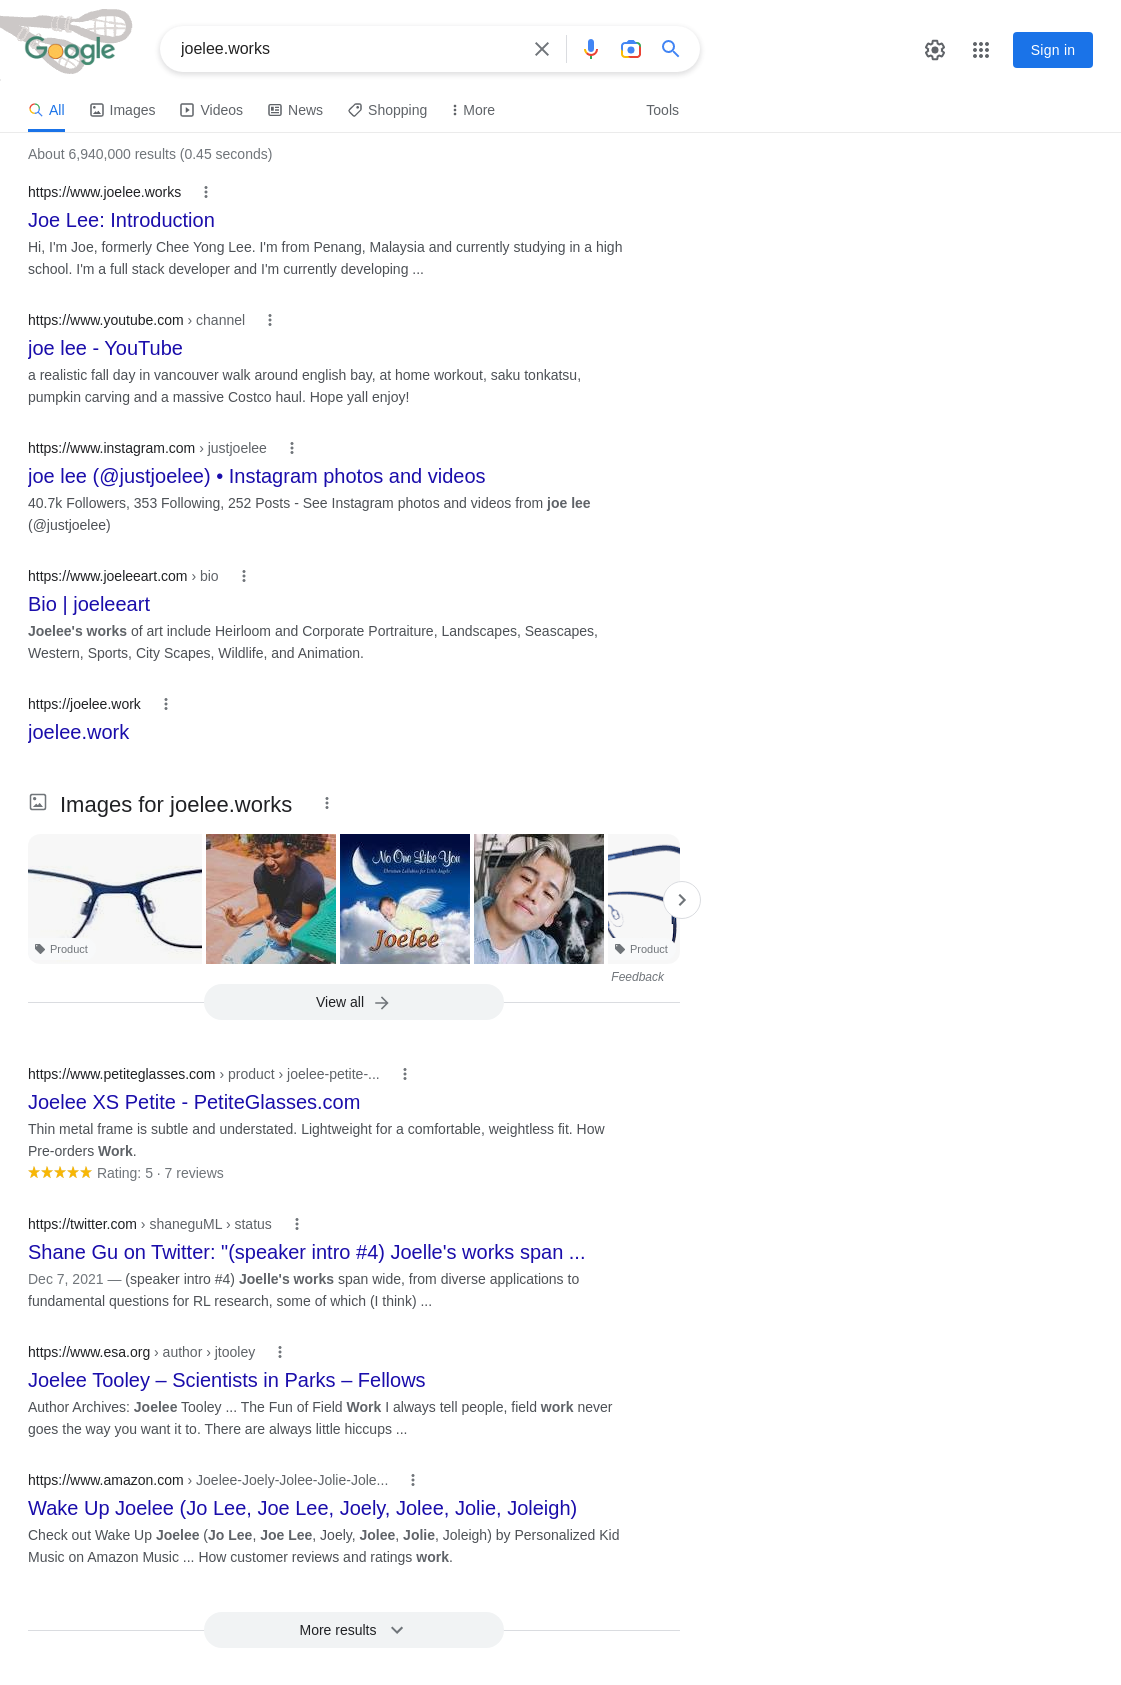 Google
joelee.works
Sign in
All
Images
Videos
News
Shopping
More
Tools
About 6,940,000 results (0.45 seconds)
https://www.joelee.works
Joe Lee: Introduction
Hi, I'm Joe, formerly Chee Yong Lee. I'm from Penang, Malaysia and currently studying in a high
school. I'm a full stack developer and I'm currently developing ...
https://www.youtube.com › channel
joe lee - YouTube
a realistic fall day in vancouver walk around english bay, at home workout, saku tonkatsu,
pumpkin carving and a massive Costco haul. Hope yall enjoy!
https://www.instagram.com › justjoelee
joe lee (@justjoelee) • Instagram photos and videos
40.7k Followers, 353 Following, 252 Posts - See Instagram photos and videos from joe lee
(@justjoelee)
https://www.joeleeart.com › bio
Bio | joeleeart
Joelee's works of art include Heirloom and Corporate Portraiture, Landscapes, Seascapes,
Western, Sports, City Scapes, Wildlife, and Animation.
https://joelee.work
joelee.work
Images for joelee.works
No One Like You
Christian Lullabies for Little Angels
Joelee
Product
Product
Feedback
View all
https://www.petiteglasses.com › product › joelee-petite-...
Joelee XS Petite - PetiteGlasses.com
Thin metal frame is subtle and understated. Lightweight for a comfortable, weightless fit. How
Pre-orders Work.
Rating: 5 · 7 reviews
https://twitter.com › shaneguML › status
Shane Gu on Twitter: "(speaker intro #4) Joelle's works span ...
Dec 7, 2021 — (speaker intro #4) Joelle's works span wide, from diverse applications to
fundamental questions for RL research, some of which (I think) ...
https://www.esa.org › author › jtooley
Joelee Tooley – Scientists in Parks – Fellows
Author Archives: Joelee Tooley ... The Fun of Field Work I always tell people, field work never
goes the way you want it to. There are always little hiccups ...
https://www.amazon.com › Joelee-Joely-Jolee-Jolie-Jole...
Wake Up Joelee (Jo Lee, Joe Lee, Joely, Jolee, Jolie, Joleigh)
Check out Wake Up Joelee (Jo Lee, Joe Lee, Joely, Jolee, Jolie, Joleigh) by Personalized Kid
Music on Amazon Music ... How customer reviews and ratings work.
More results